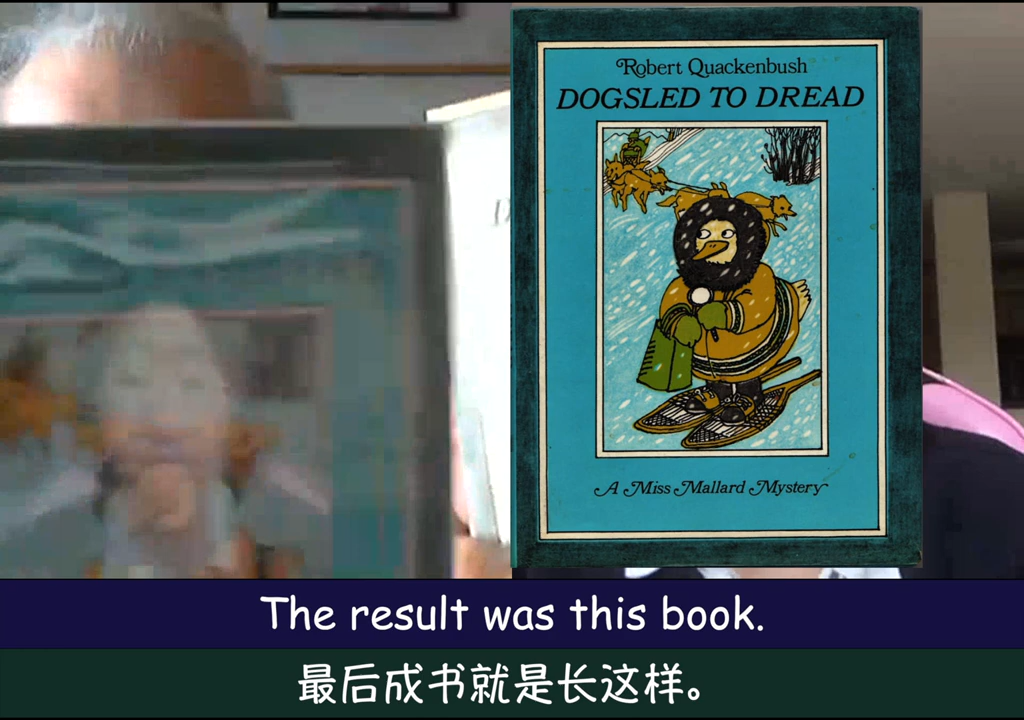 Robert Quackenbush
DOGSLED TO DREAD
A Miss Mallard Mystery
The result was this book.
最后成书就是长这样。